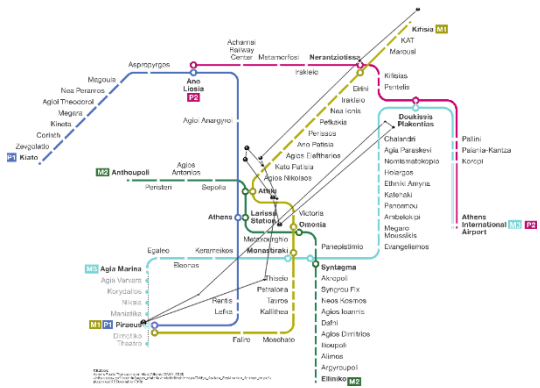 Kifisia M1
KAT
Marousi
Acharnai
Railway
Center
Metamorfosi
Nerantziotissa
Irakleio
Aspropyrgos
Ano
Liosia
P2
Magoula
Nea Peramos
Agioi Theodoroi
Megara
Kineta
Corinth
Zevgolatio
P1 Kiato
Agioi Anargyroi
Kifisias
Pentelis
Eirini
Irakleio
Nea Ionia
Pefkakia
Perissos
Ano Patisia
Agios Eleftherios
Kato Patisia
Agios Nikolaos
Doukissis
Plakentias
Chalandri
Agia Paraskevi
Nomismatokopio
Holargos
Ethniki Amyna
Katehaki
Panormou
Ambelokipi
Megaro
Moussikis
Evangelismos
Pallini
Paiania-Kantza
Koropi
Athens
International M3 P2
Airport
M2 Anthoupoli
Agios
Antonios
Peristeri
Sepolia
Attiki
Athens
Larissa
Station
Victoria
Omonia
Metaxourghio
Monastiraki
Panepistimio
Syntagma
Egaleo
Kerameikos
Eleonas
M3 Agia Marina
Agia Varvara
Korydallos
Nikaia
Maniatika
M1 P1 Piraeus
Dimotiko
Theatro
Rentis
Lefka
Thiseio
Petralona
Tavros
Kallithea
Faliro
Moschato
Akropoli
Syngrou Fix
Neos Kosmos
Agios Ioannis
Dafni
Agios Dimitrios
Ilioupoli
Alimos
Argyroupoli
Elliniko M2